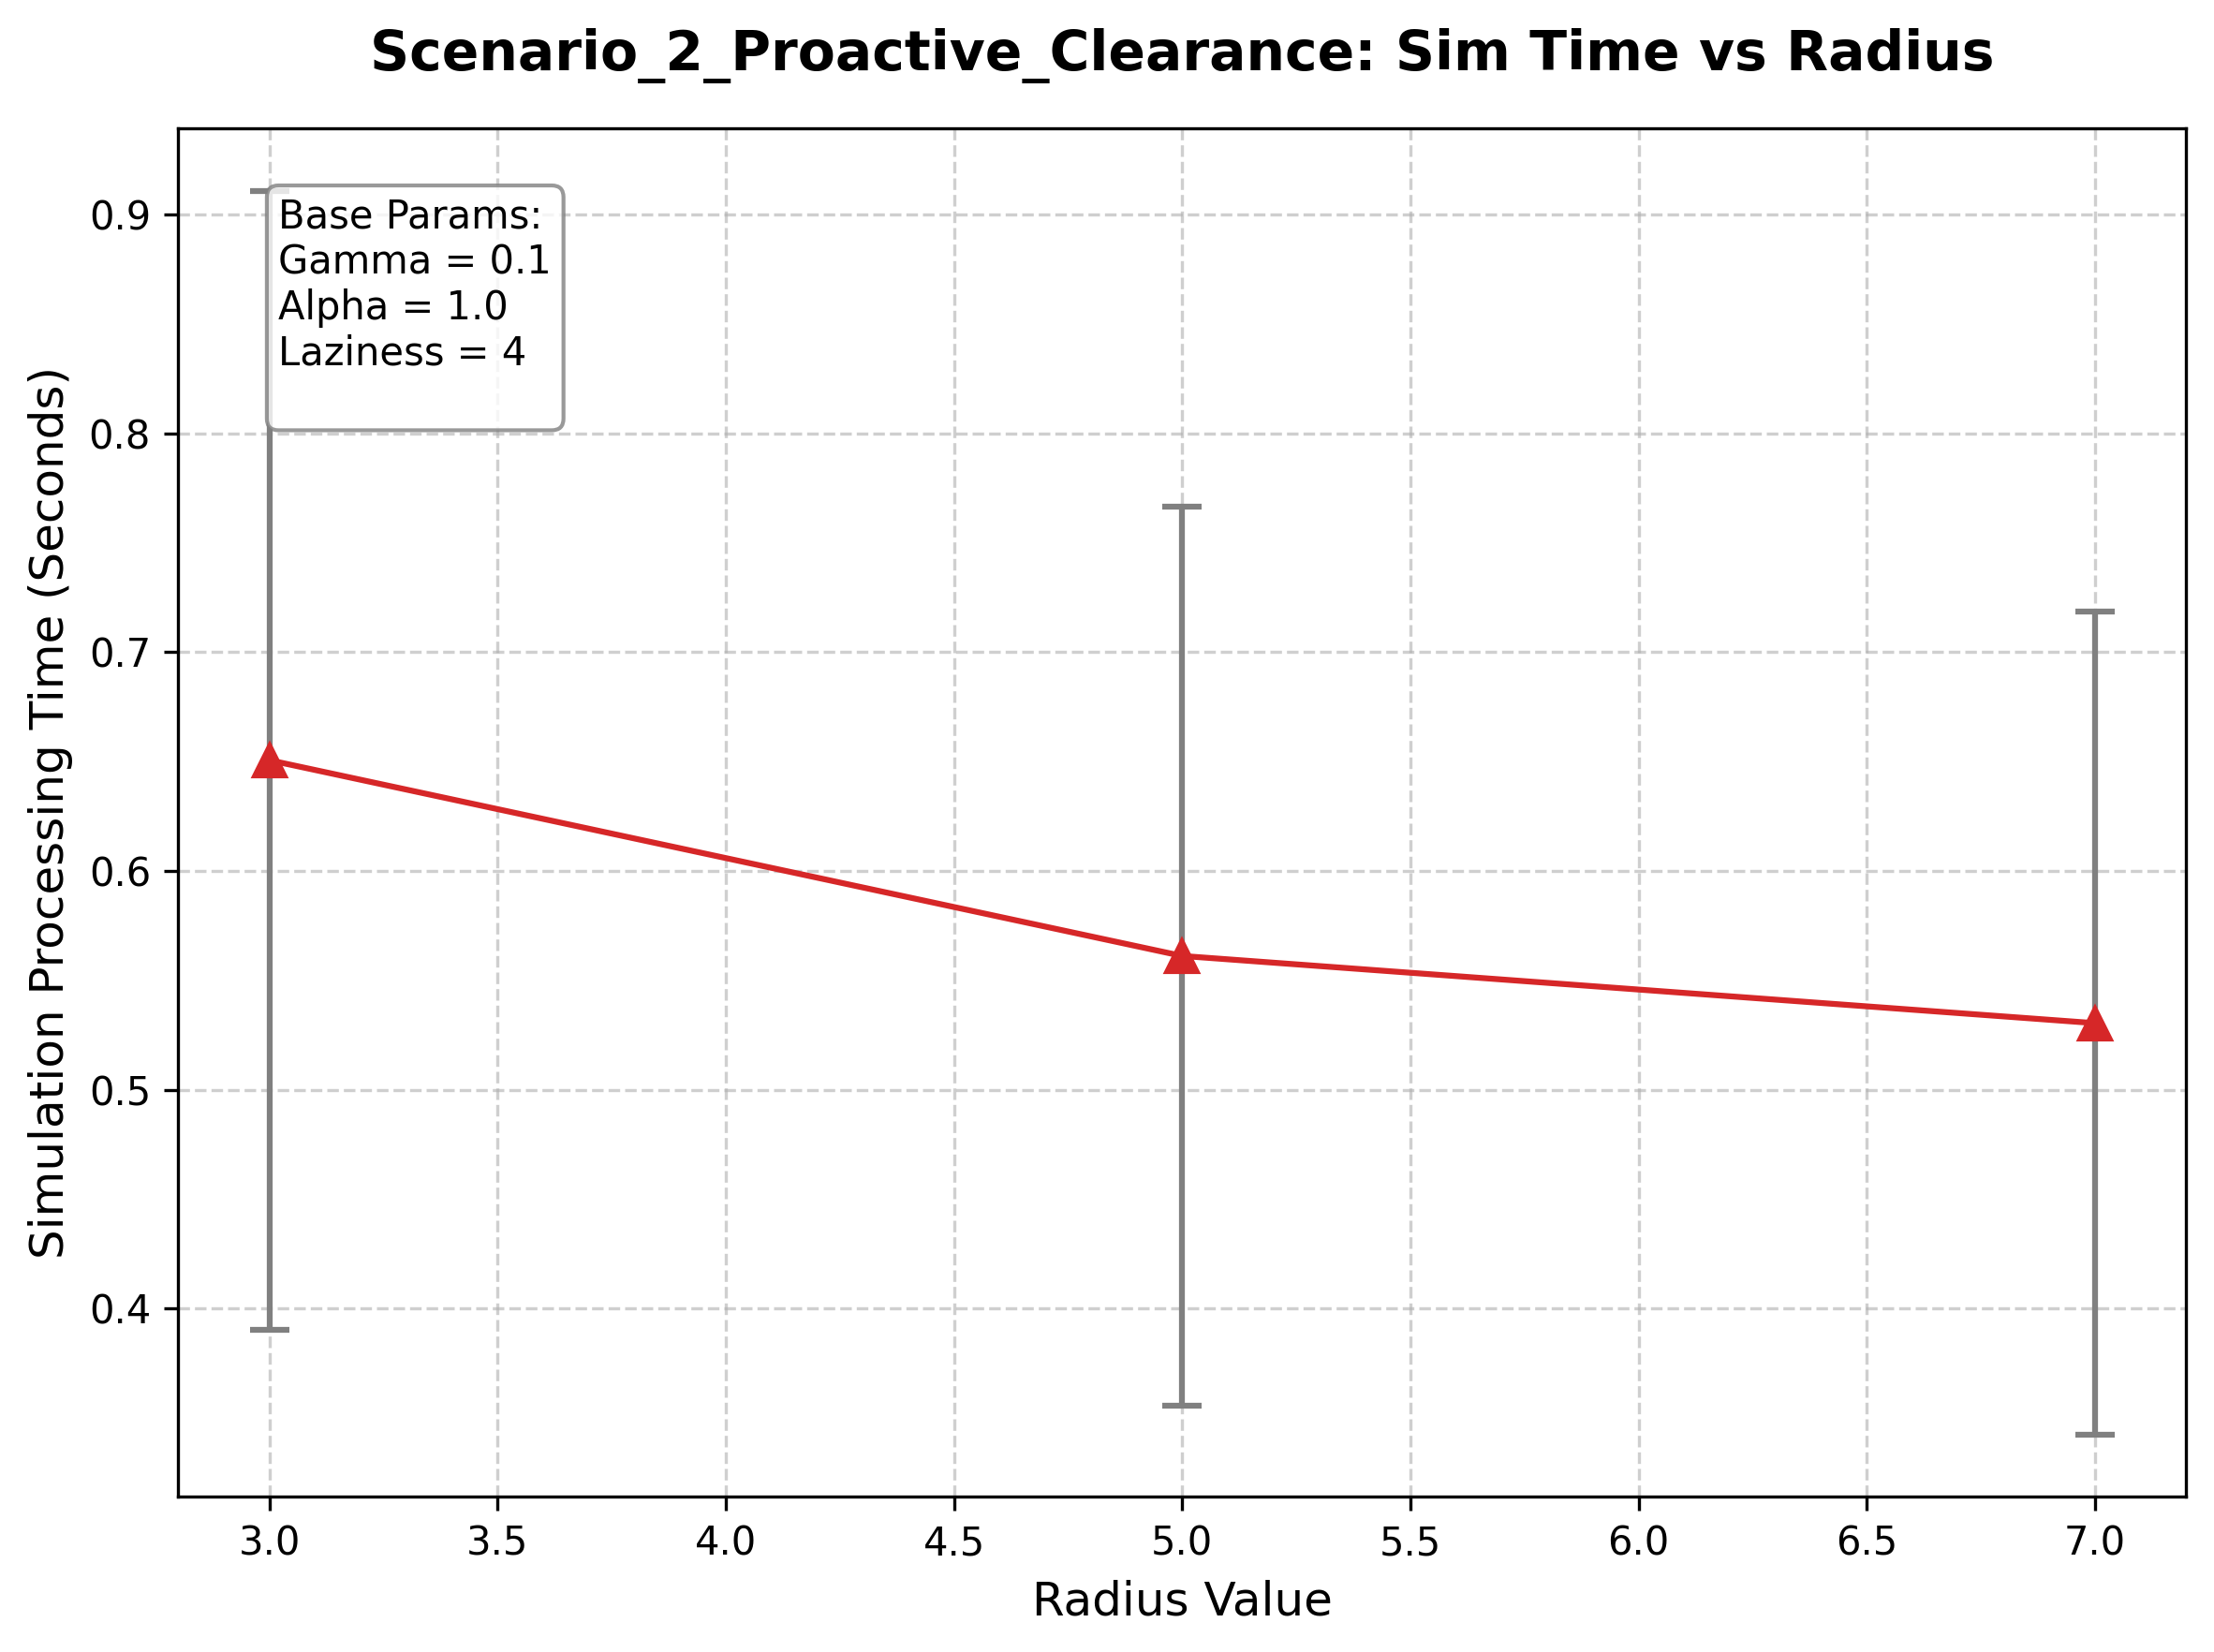 Scenario_2_Proactive_Clearance: Sim Time vs Radius
Base Params:
Gamma = 0.1
Alpha = 1.0
Laziness = 4
Simulation Processing Time (Seconds)
0.9
0.8
0.7
0.6
0.5
0.4
3.0 3.5 4.0 4.5 5.0 5.5 6.0 6.5 7.0
Radius Value